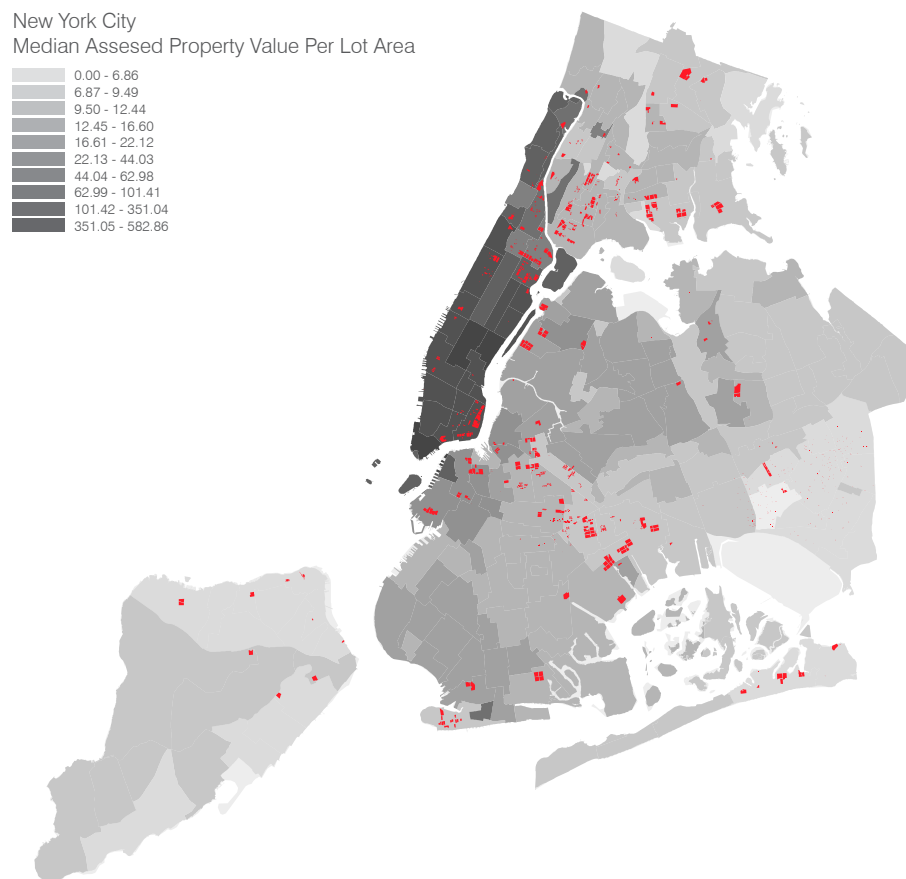 New York City
Median Assesed Property Value Per Lot Area
0.00 - 6.86
6.87 - 9.49
9.50 - 12.44
12.45 - 16.60
16.61 - 22.12
22.13 - 44.03
44.04 - 62.98
62.99 - 101.41
101.42 - 351.04
351.05 - 582.86